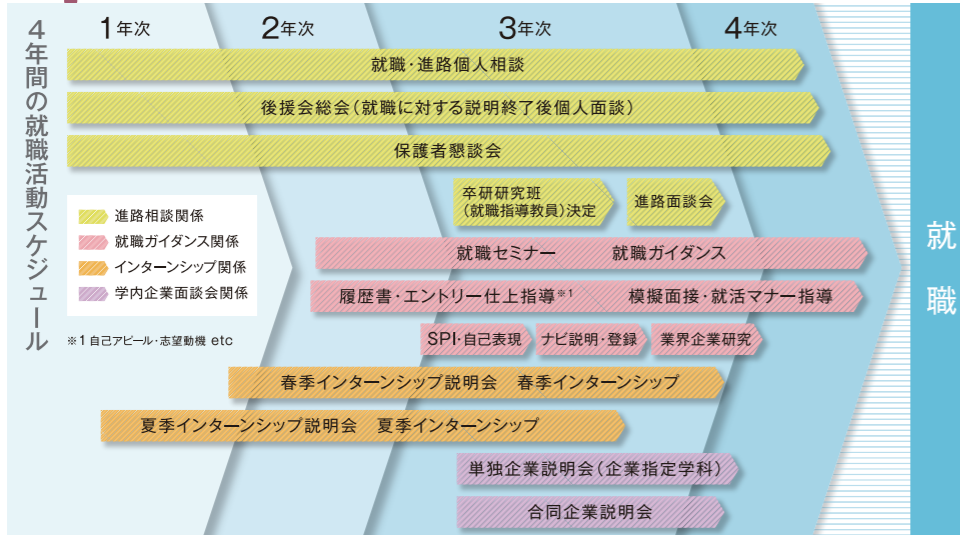 4年間の就職活動スケジュール
1年次
2年次
3年次
4年次
就職・進路個人相談
後援会総会（就職に対する説明終了後個人面談）
保護者懇談会
卒研研究班
（就職指導教員）決定
進路面談会
進路相談関係
就職ガイダンス関係
インターンシップ関係
学内企業面談会関係
※1 自己アピール・志望動機 etc
就職セミナー　就職ガイダンス
履歴書・エントリー仕上指導※1　模擬面接・就活マナー指導
SPI・自己表現
ナビ説明・登録
業界企業研究
春季インターンシップ説明会　春季インターンシップ
夏季インターンシップ説明会　夏季インターンシップ
単独企業説明会（企業指定学科）
合同企業説明会
就職